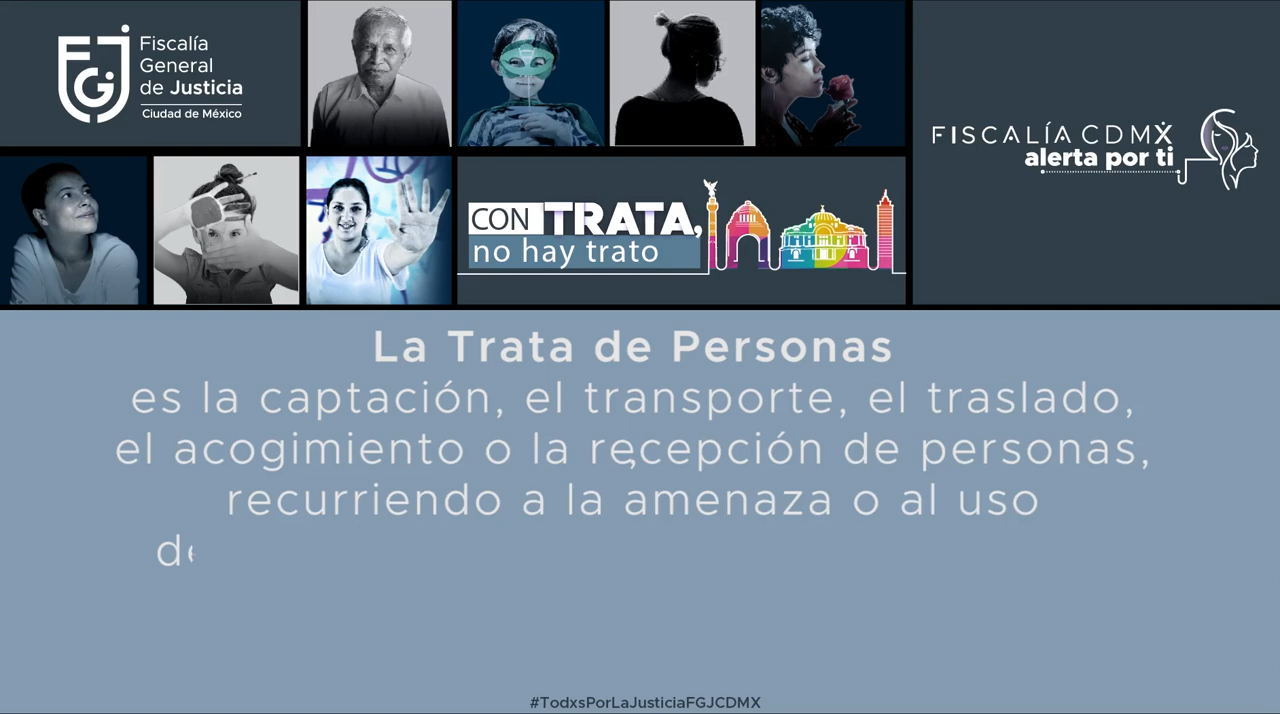 Fiscalía
General
de Justicia
Ciudad de México
FISCALÍA CDMX
alerta por ti
CON TRATA,
no hay trato
La Trata de Personas
es la captación, el transporte, el traslado,
el acogimiento o la recepción de personas,
recurriendo a la amenaza o al uso
de
#TodxsPorLaJusticiaFGJCDMX